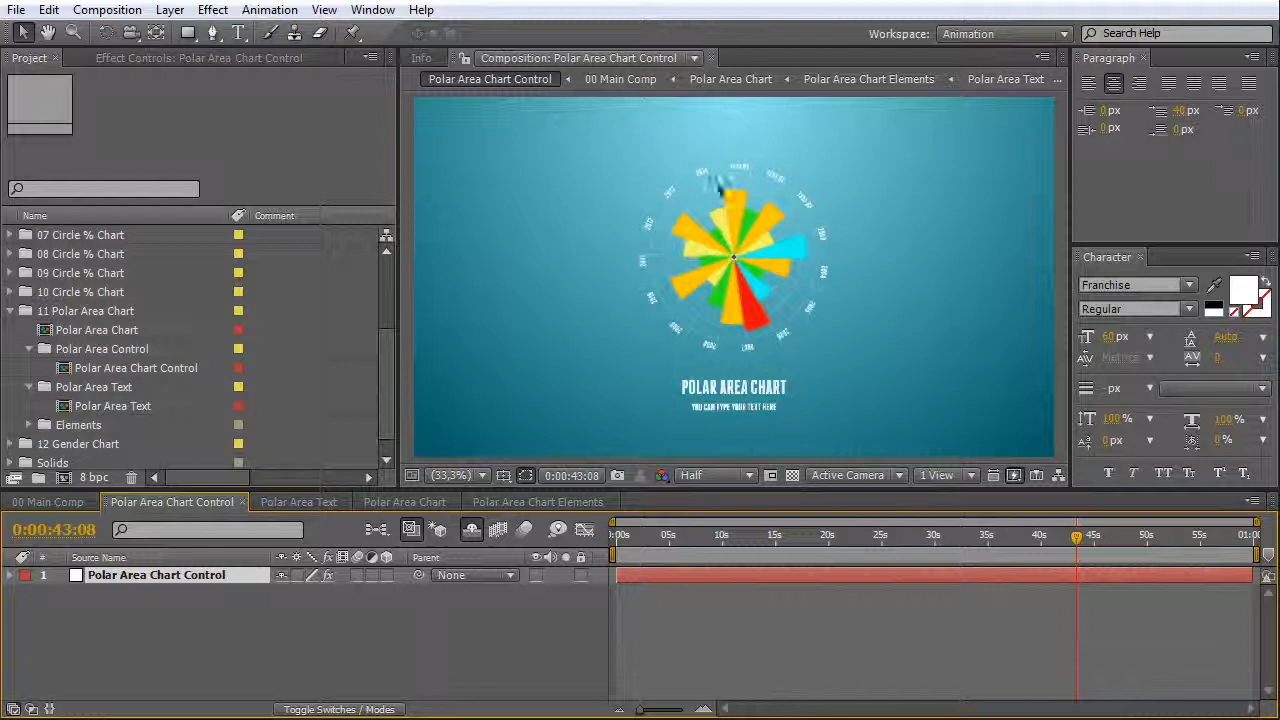 File Edit Composition Layer Effect Animation View Window Help
Workspace: Animation Search Help
Project Effect Controls: Polar Area Chart Control
Info Composition: Polar Area Chart Control
Polar Area Chart Control 00 Main Comp Polar Area Chart Polar Area Chart Elements Polar Area Text ...
Paragraph
0 px 40 px 0 px
0 px 0 px
Name Comment
07 Circle % Chart
08 Circle % Chart
09 Circle % Chart
10 Circle % Chart
11 Polar Area Chart
Polar Area Chart
Polar Area Control
Polar Area Chart Control
Polar Area Text
Polar Area Text
Elements
12 Gender Chart
Solids
8 bpc
POLAR AREA CHART
YOU CAN TYPE YOUR TEXT HERE
(33,3%) 0:00:43:08 Half Active Camera 1 View
Character
Franchise
Regular
60 px Auto
Metrics 0
- px
100 % 100 %
0 px 0 %
T T TT Tт T¹ T₁
00 Main Comp Polar Area Chart Control Polar Area Text Polar Area Chart Polar Area Chart Elements
0:00:43:08
:00s 05s 10s 15s 20s 25s 30s 35s 40s 45s 50s 55s 01:00
# Source Name Parent
1 Polar Area Chart Control None
Toggle Switches / Modes